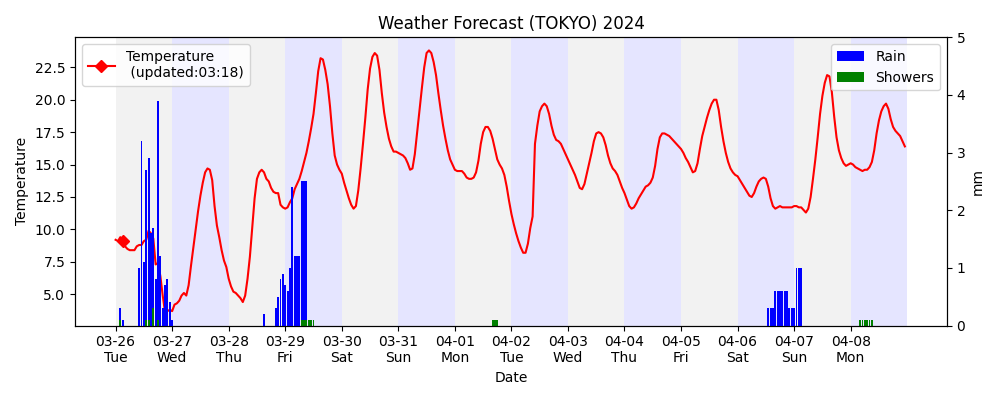 Weather Forecast (TOKYO) 2024
Temperature
(updated:03:18)
Rain
Showers
Temperature
22.5
20.0
17.5
15.0
12.5
10.0
7.5
5.0
5
4
3
2
1
0
mm
03-26 03-27 03-28 03-29 03-30 03-31 04-01 04-02 04-03 04-04 04-05 04-06 04-07 04-08
Tue Wed Thu Fri Sat Sun Mon Tue Wed Thu Fri Sat Sun Mon
Date